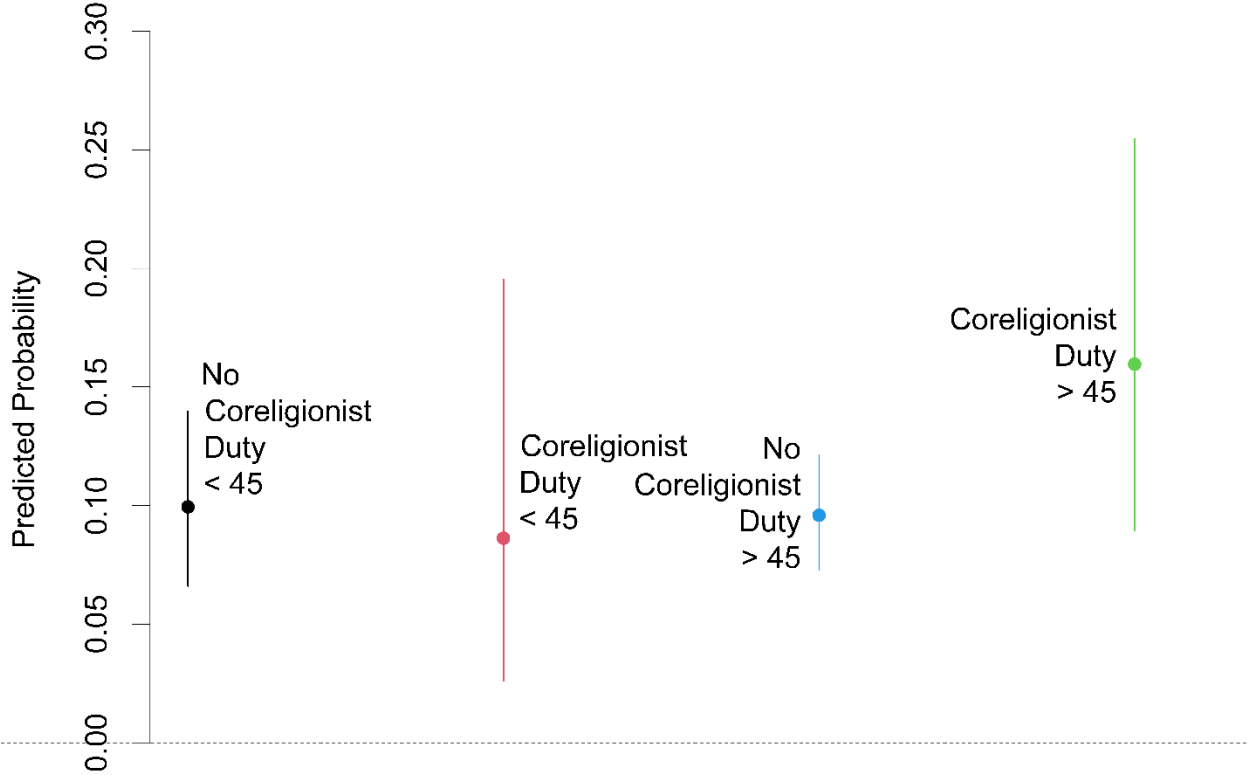 0.30
0.25
0.20
0.15
0.10
0.05
0.00
Predicted Probability
No
Coreligionist
Duty
< 45
Coreligionist
Duty
< 45
No
Coreligionist
Duty
> 45
Coreligionist
Duty
> 45